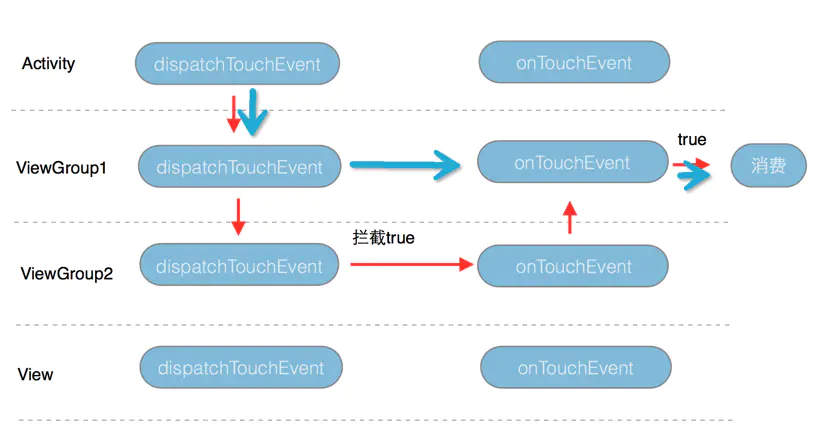 Activity
dispatchTouchEvent
onTouchEvent
true
ViewGroup1
dispatchTouchEvent
onTouchEvent
消费
拦截true
ViewGroup2
dispatchTouchEvent
onTouchEvent
View
dispatchTouchEvent
onTouchEvent